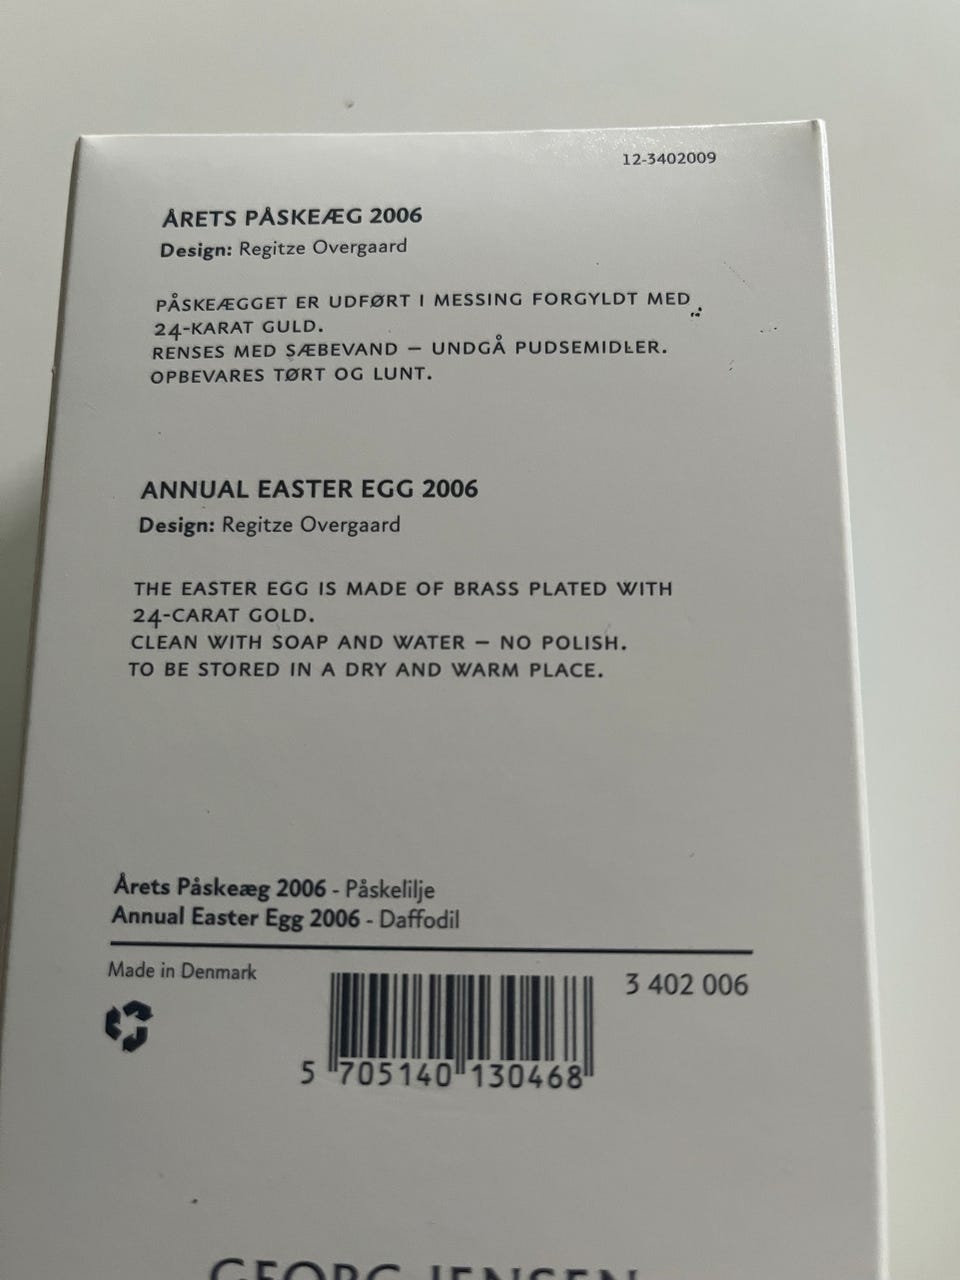 12-3402009
ÅRETS PÅSKEÆG 2006
Design: Regitze Overgaard
PÅSKEÆGGET ER UDFØRT I MESSING FORGYLDT MED
24-KARAT GULD.
RENSES MED SÆBEVAND – UNDGÅ PUDSEMIDLER.
OPBEVARES TØRT OG LUNT.
ANNUAL EASTER EGG 2006
Design: Regitze Overgaard
THE EASTER EGG IS MADE OF BRASS PLATED WITH
24-CARAT GOLD.
CLEAN WITH SOAP AND WATER – NO POLISH.
TO BE STORED IN A DRY AND WARM PLACE.
Årets Påskeæg 2006 - Påskelilje
Annual Easter Egg 2006 - Daffodil
Made in Denmark
3 402 006
5 705140 130468
GEORG JENSEN